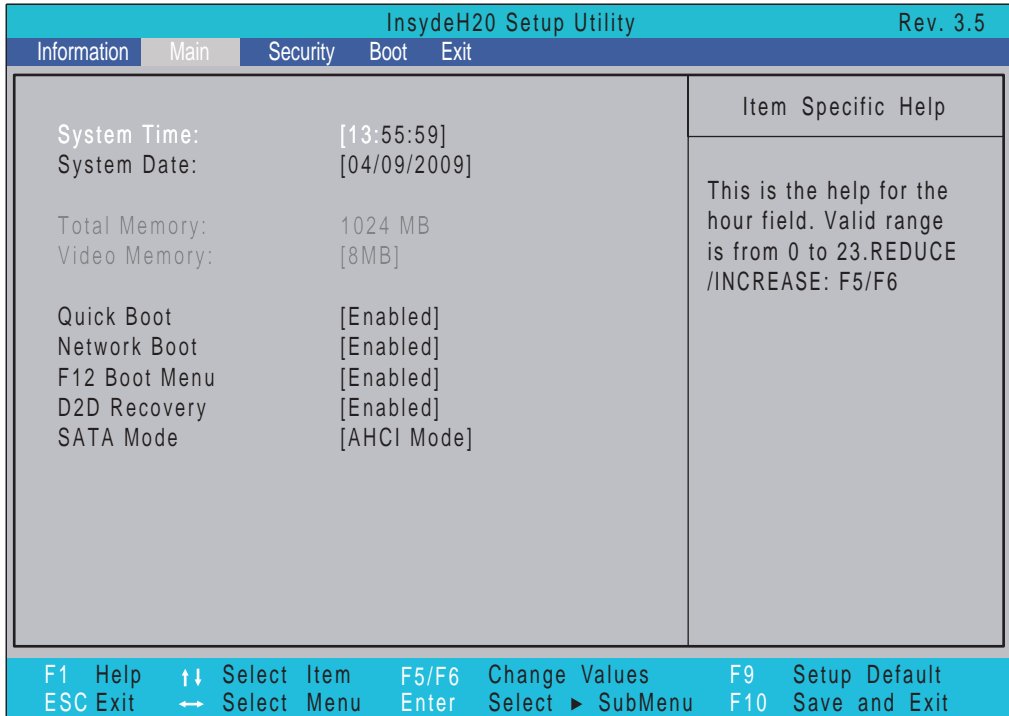 InsydeH20 Setup Utility Rev. 3.5
Information Main Security Boot Exit
System Time: [13:55:59]
System Date: [04/09/2009]
Total Memory: 1024 MB
Video Memory: [8MB]
Quick Boot [Enabled]
Network Boot [Enabled]
F12 Boot Menu [Enabled]
D2D Recovery [Enabled]
SATA Mode [AHCI Mode]
Item Specific Help
This is the help for the
hour field. Valid range
is from 0 to 23.REDUCE
/INCREASE: F5/F6
F1 Help ↑↓ Select Item F5/F6 Change Values F9 Setup Default
ESC Exit ↔ Select Menu Enter Select ► SubMenu F10 Save and Exit